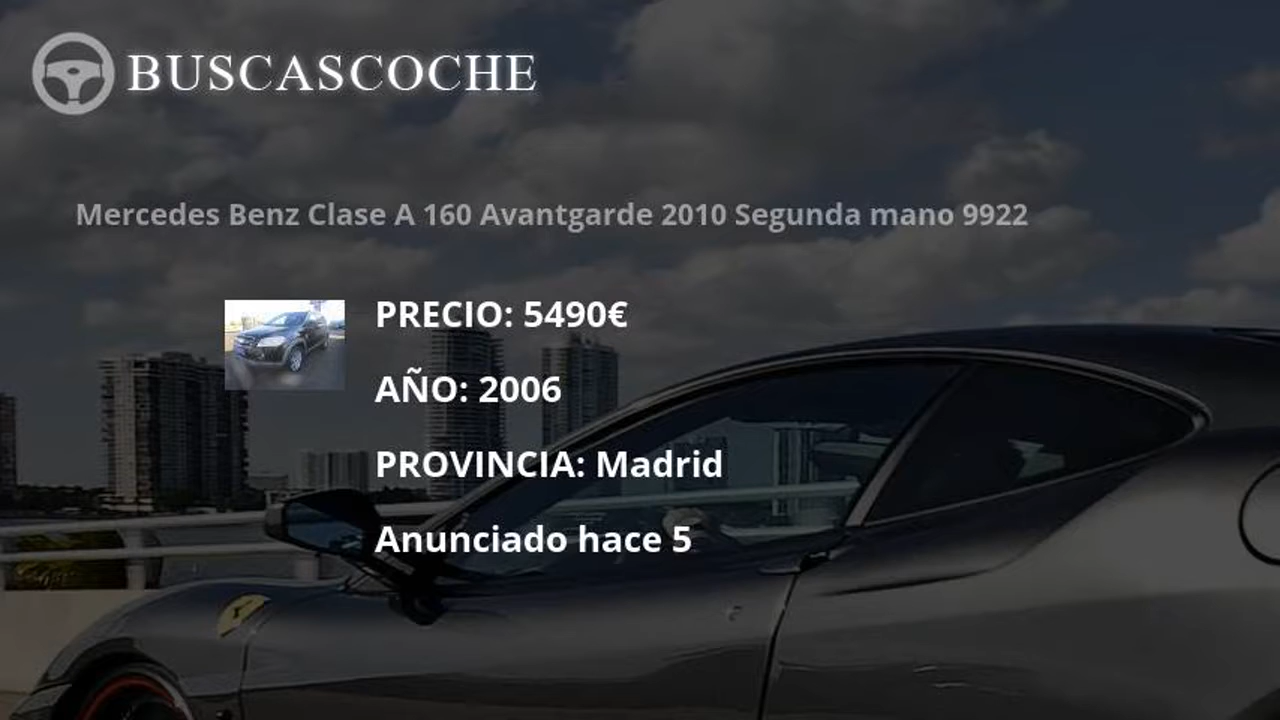 BUSCASCOCHE
Mercedes Benz Clase A 160 Avantgarde 2010 Segunda mano 9922
PRECIO: 5490€
AÑO: 2006
PROVINCIA: Madrid
Anunciado hace 5